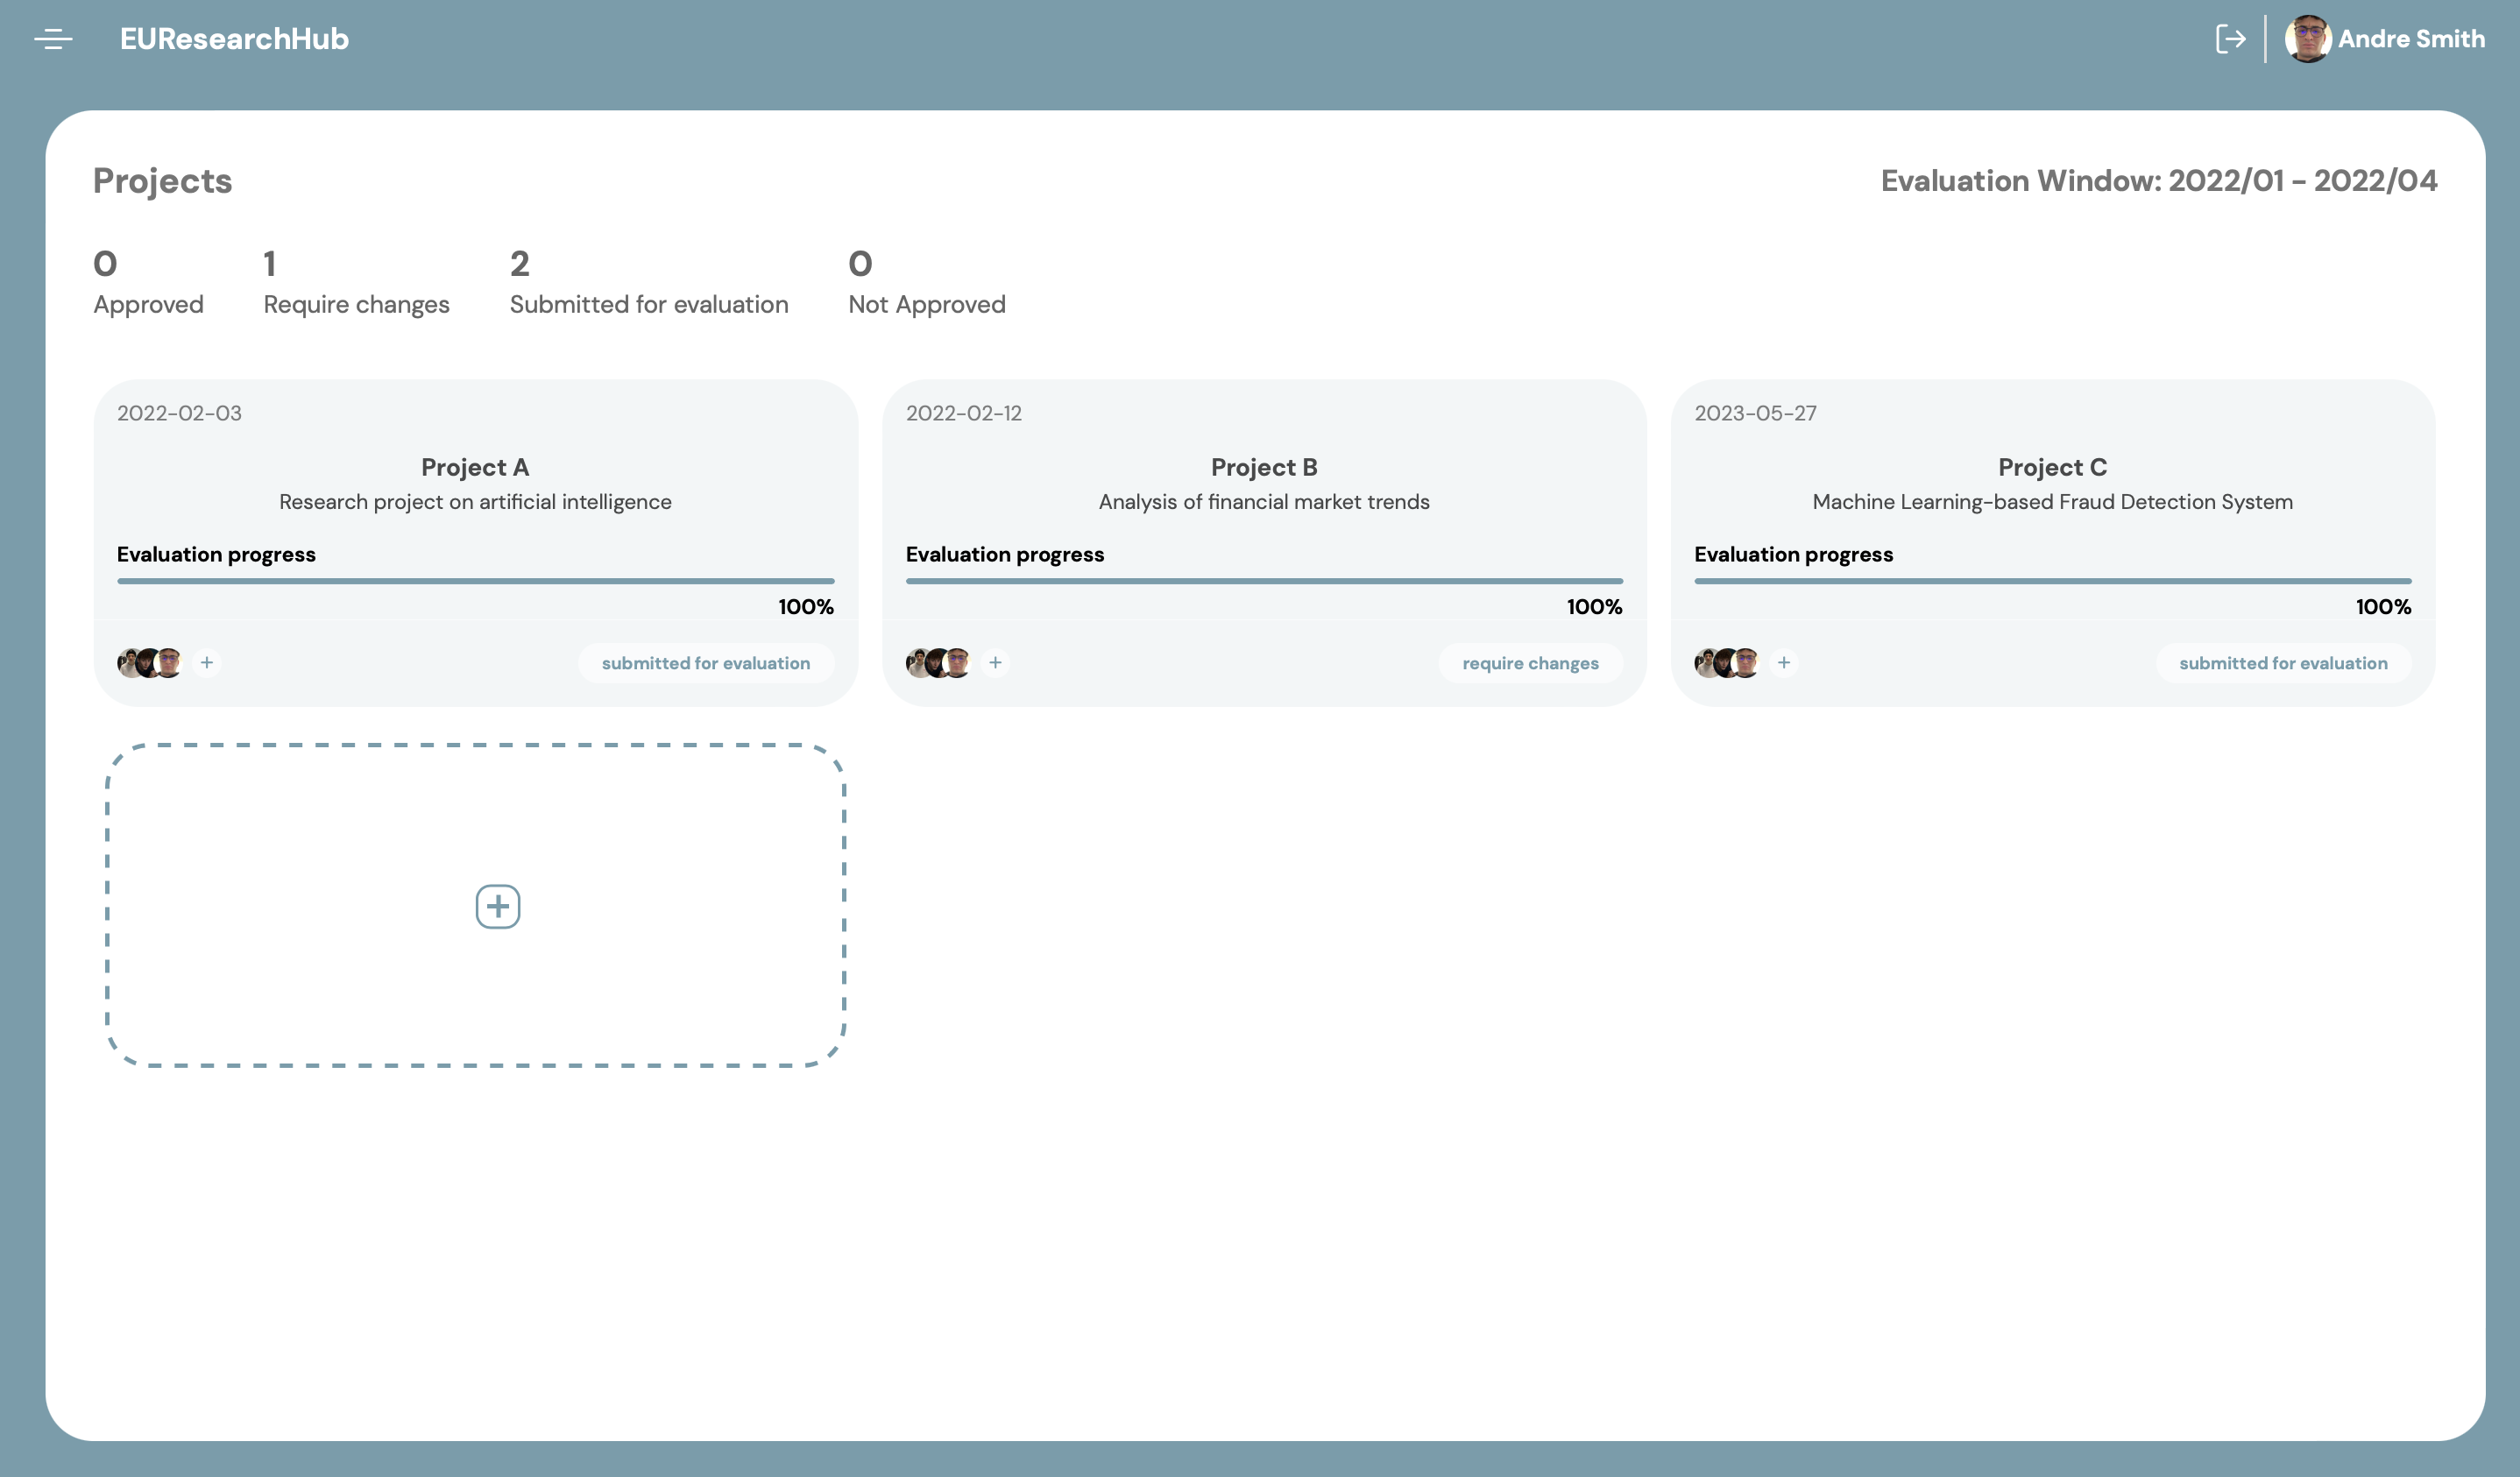 EUResearchHub
Andre Smith
Projects
Evaluation Window: 2022/01 - 2022/04
0
Approved
1
Require changes
2
Submitted for evaluation
0
Not Approved
2022-02-03
Project A
Research project on artificial intelligence
Evaluation progress
100%
submitted for evaluation
2022-02-12
Project B
Analysis of financial market trends
Evaluation progress
100%
require changes
2023-05-27
Project C
Machine Learning-based Fraud Detection System
Evaluation progress
100%
submitted for evaluation